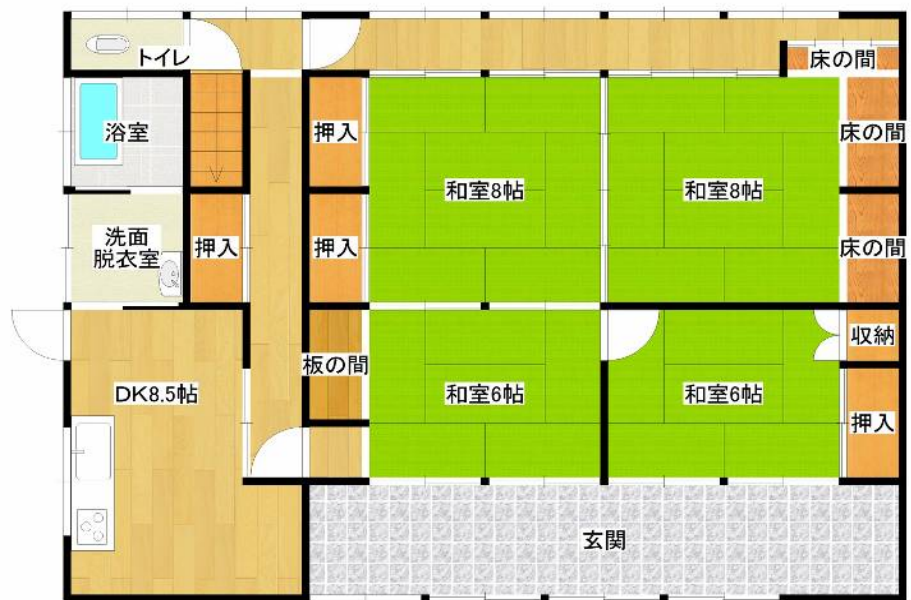 トイレ
床の間
浴室
押入
和室8帖
和室8帖
床の間
洗面
脱衣室
押入
押入
床の間
DK8.5帖
板の間
和室6帖
和室6帖
収納
押入
玄関